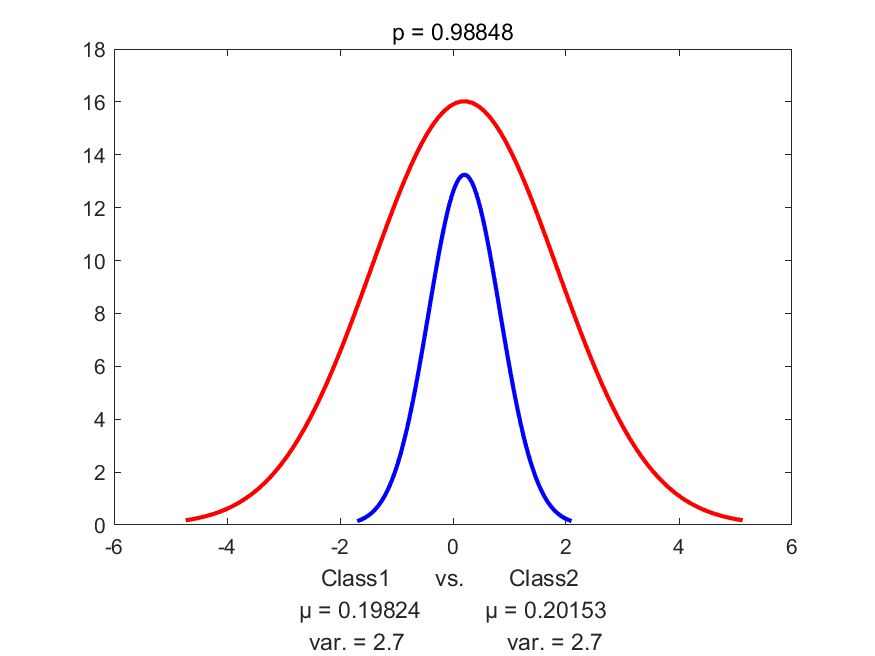 p = 0.98848
18
16
14
12
10
8
6
4
2
0
-6 -4 -2 0 2 4 6
Class1 vs. Class2
μ = 0.19824 μ = 0.20153
var. = 2.7 var. = 2.7